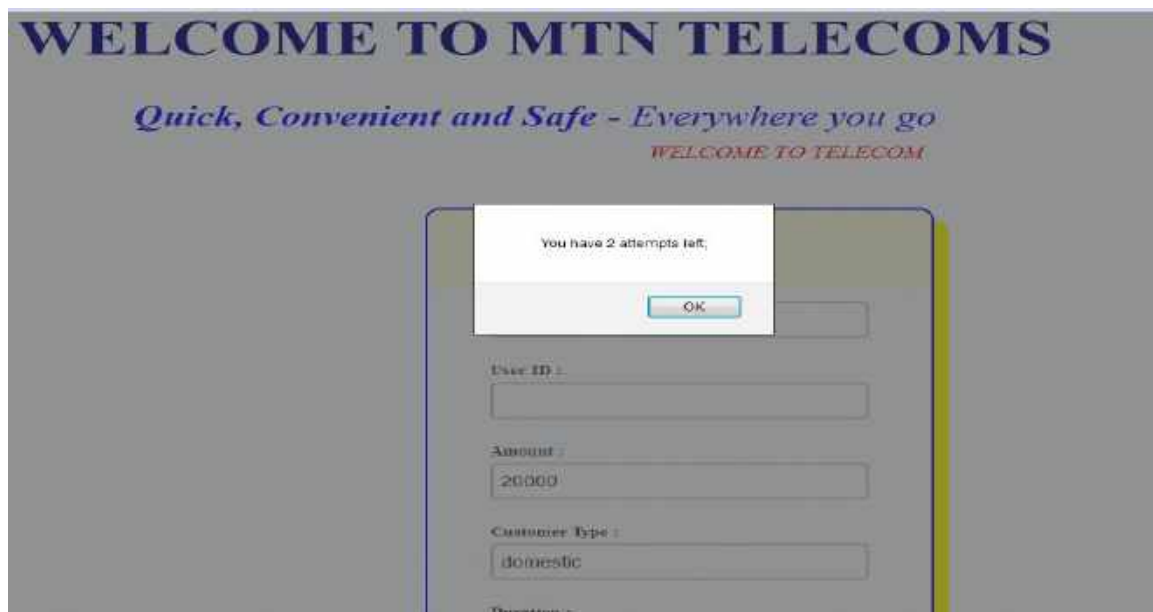 WELCOME TO MTN TELECOMS
Quick, Convenient and Safe - Everywhere you go
WELCOME TO TELECOM
You have 2 attempts left;
OK
User ID :
Amount :
20000
Customer Type :
domestic
Duration :